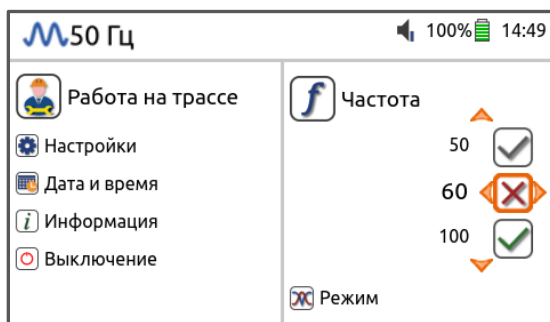 50 Гц
100% 14:49
Работа на трассе
Настройки
Дата и время
i Информация
Выключение
f Частота
50
60
100
Режим